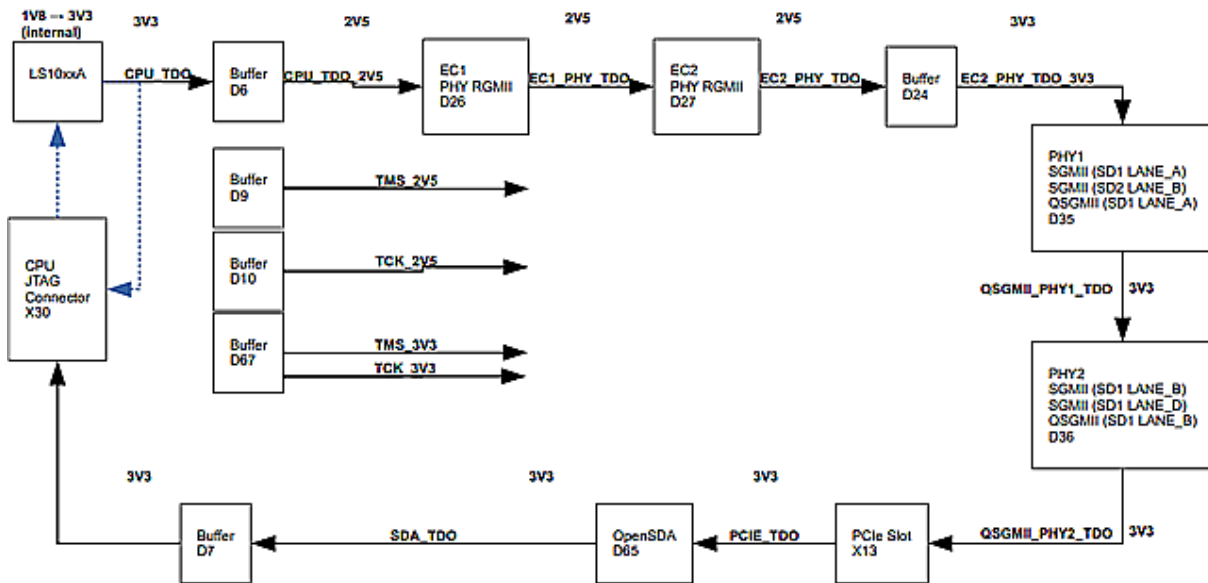 1V8 --- 3V3
(internal)
3V3
2V5
2V5
2V5
3V3
LS10xxA
CPU_TDO
Buffer
D6
CPU_TDO_2V5
EC1
PHY RGMII
D26
EC1_PHY_TDO
EC2
PHY RGMII
D27
EC2_PHY_TDO
Buffer
D24
EC2_PHY_TDO_3V3
PHY1
SGMII (SD1 LANE_A)
SGMII (SD2 LANE_B)
QSGMII (SD1 LANE_A)
D35
Buffer
D9
TMS_2V5
CPU
JTAG
Connector
X30
Buffer
D10
TCK_2V5
QSGMII_PHY1_TDO
3V3
Buffer
D67
TMS_3V3
TCK_3V3
PHY2
SGMII (SD1 LANE_B)
SGMII (SD1 LANE_D)
QSGMII (SD1 LANE_B)
D36
3V3
3V3
3V3
Buffer
D7
SDA_TDO
OpenSDA
D65
PCIE_TDO
PCIe Slot
X13
QSGMII_PHY2_TDO
3V3